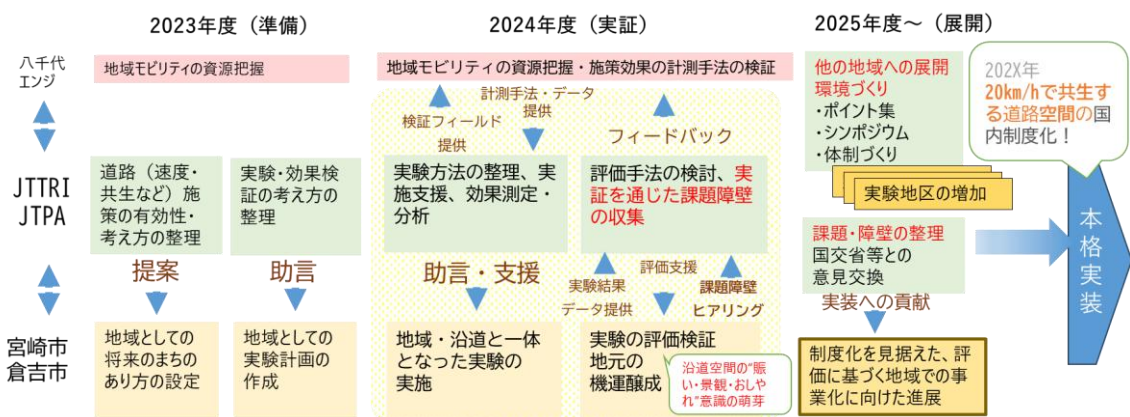 2023年度（準備）
2024年度（実証）
2025年度～（展開）
八千代
エンジ
地域モビリティの資源把握
地域モビリティの資源把握・施策効果の計測手法の検証
計測手法・データ
提供
検証フィールド
提供
フィードバック
他の地域への展開
環境づくり
・ポイント集
・シンポジウム
・体制づくり
202X年
20km/hで共生す
る道路空間の国
内制度化！
JTTRI
JTPA
道路（速度・
共生など）施
策の有効性・
考え方の整理
実験・効果検
証の考え方の
整理
実験方法の整理、実
施支援、効果測定・
分析
評価手法の検討、実
証を通じた課題障壁
の収集
実験地区の増加
課題・障壁の整理
国交省等との
意見交換
本格実装
提案
助言
助言・支援
実験結果
データ提供
評価支援
課題障壁
ヒアリング
実装への貢献
宮崎市
倉吉市
地域としての
将来のまちの
あり方の設定
地域としての
実験計画の
作成
地域・沿道と一体
となった実験の
実施
実験の評価検証
地元の
機運醸成
沿道空間の“賑
い・景観・おしゃ
れ”意識の萌芽
制度化を見据えた、評
価に基づく地域での事
業化に向けた進展